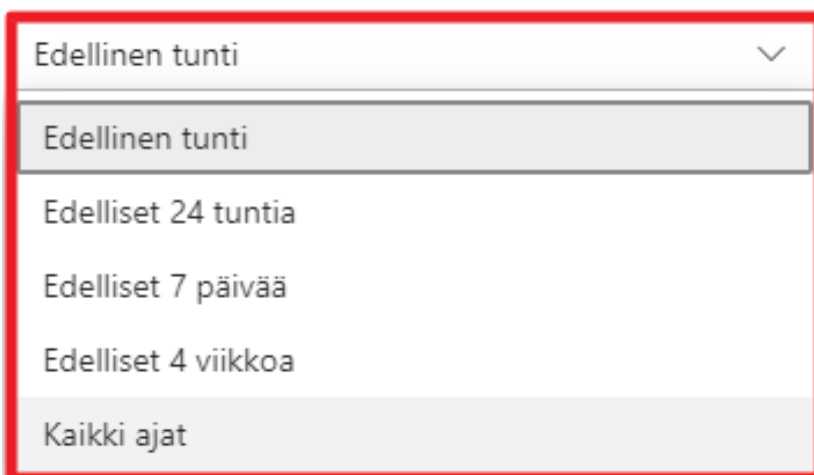 Edellinen tunti
Edellinen tunti
Edelliset 24 tuntia
Edelliset 7 päivää
Edelliset 4 viikkoa
Kaikki ajat